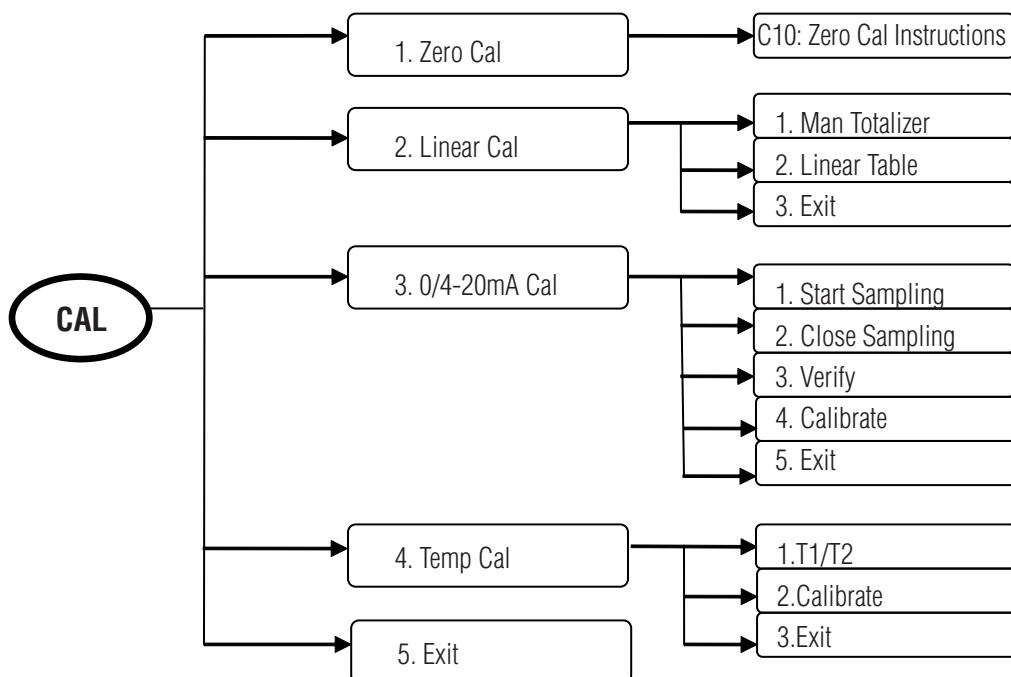 CAL
1. Zero Cal
C10: Zero Cal Instructions
2. Linear Cal
1. Man Totalizer
2. Linear Table
3. Exit
3. 0/4-20mA Cal
1. Start Sampling
2. Close Sampling
3. Verify
4. Calibrate
5. Exit
4. Temp Cal
1.T1/T2
2.Calibrate
3.Exit
5. Exit